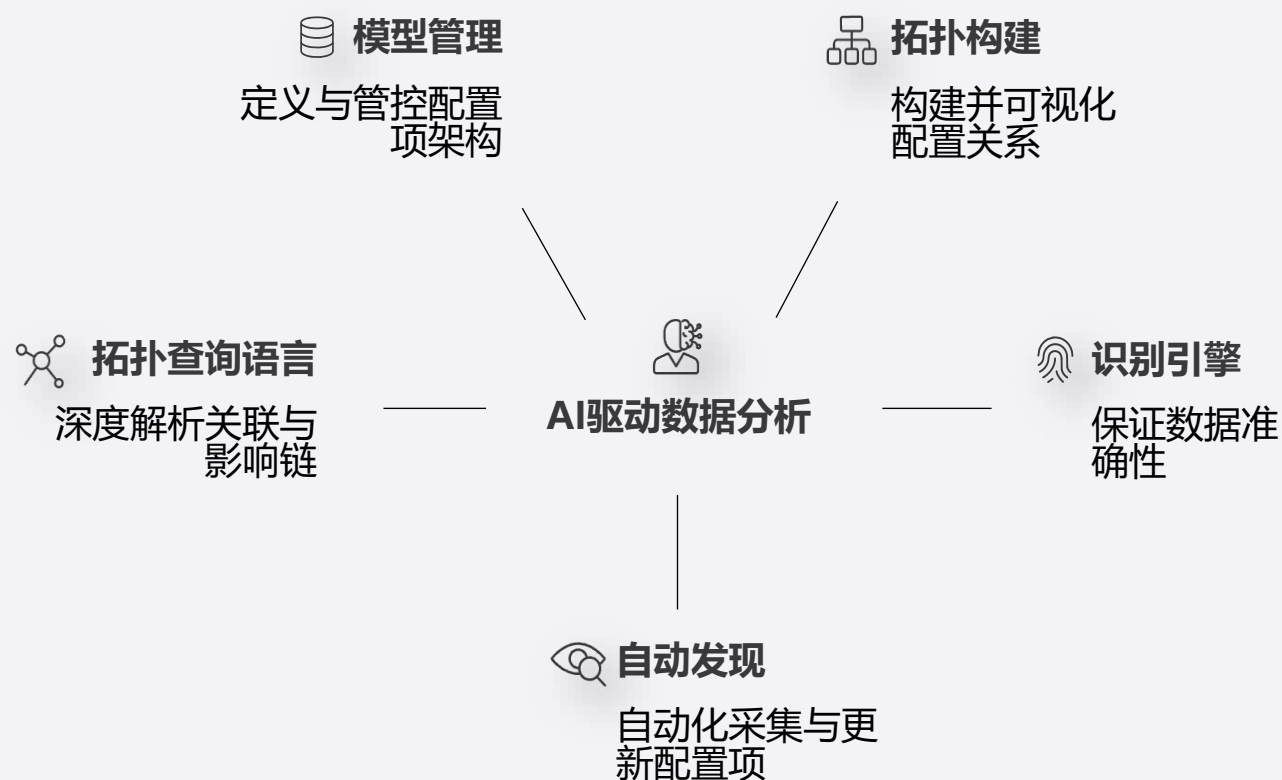 模型管理
定义与管控配置
项架构
拓扑构建
构建并可视化
配置关系
拓扑查询语言
深度解析关联与
影响链
AI驱动数据分析
识别引擎
保证数据准
确性
自动发现
自动化采集与更
新配置项